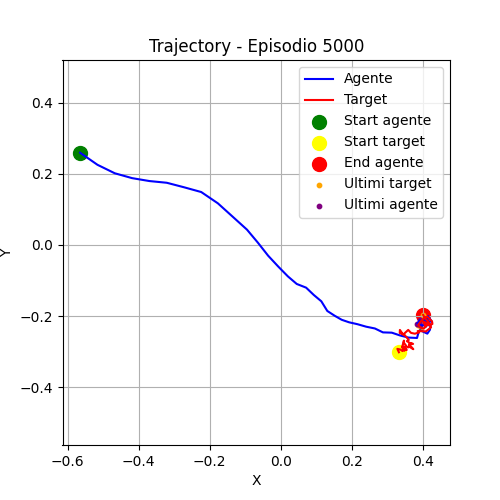 Trajectory - Episodio 5000
Agente
Target
Start agente
Start target
End agente
Ultimi target
Ultimi agente
Y
0.4
0.2
0.0
−0.2
−0.4
−0.6 −0.4 −0.2 0.0 0.2 0.4
X